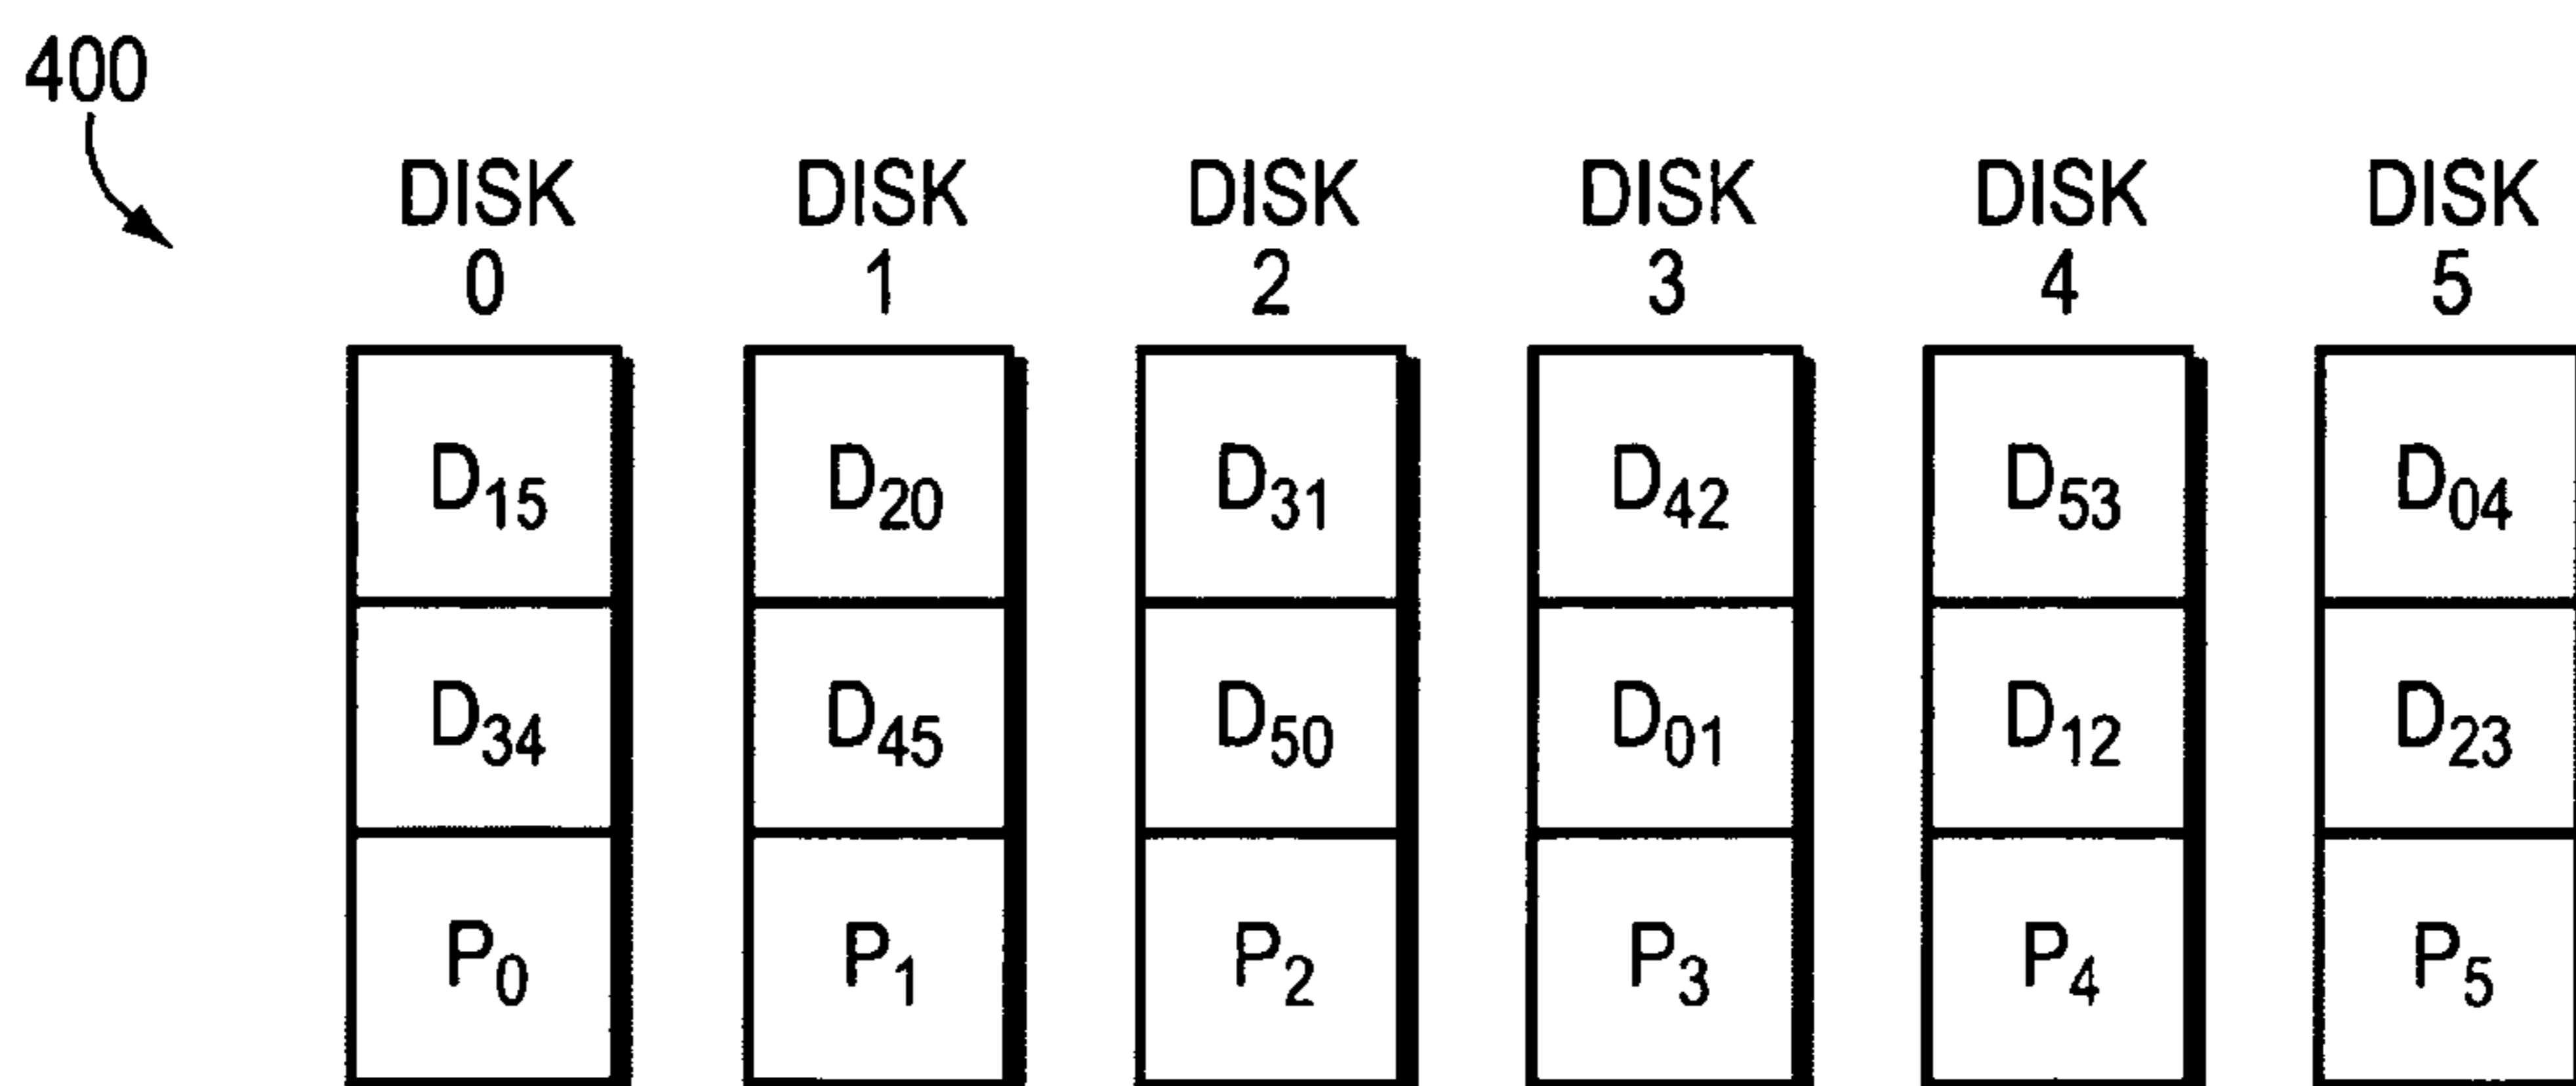 400
DISK DISK DISK DISK DISK DISK
0 1 2 3 4 5
D₁₅ D₂₀ D₃₁ D₄₂ D₅₃ D₀₄
D₃₄ D₄₅ D₅₀ D₀₁ D₁₂ D₂₃
P₀ P₁ P₂ P₃ P₄ P₅